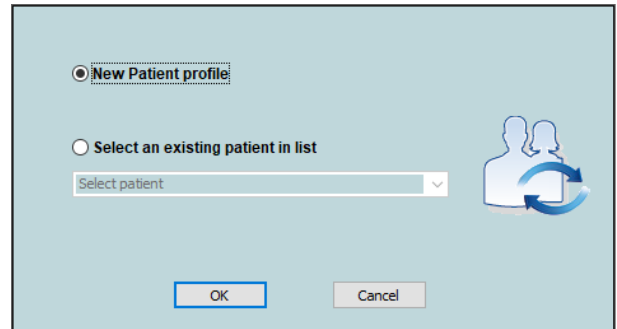 New Patient profile
Select an existing patient in list
Select patient
OK
Cancel